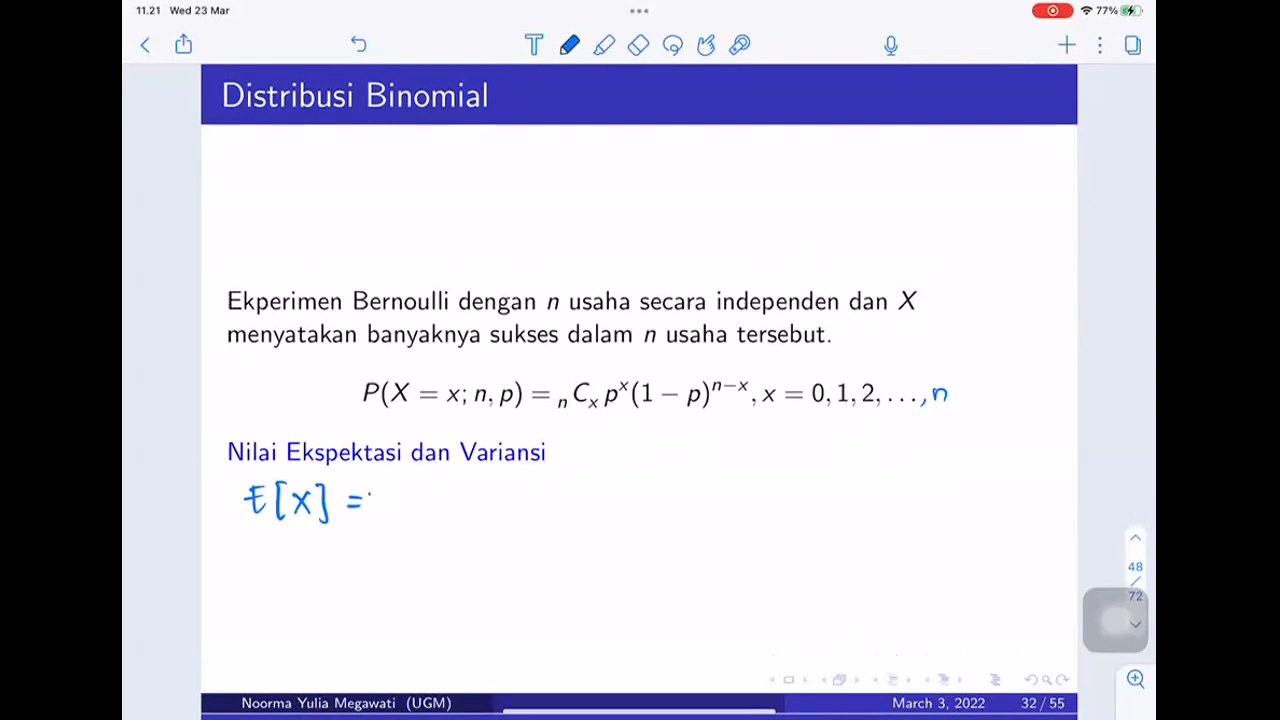 11.21 Wed 23 Mar
77%
T
Distribusi Binomial
Ekperimen Bernoulli dengan n usaha secara independen dan X
menyatakan banyaknya sukses dalam n usaha tersebut.
P(X = x; n, p) = ₙCₓ pˣ(1 − p)ⁿ⁻ˣ, x = 0, 1, 2, . . . , n
Nilai Ekspektasi dan Variansi
E[X] =
48
/
72
Noorma Yulia Megawati (UGM) March 3, 2022 32 / 55